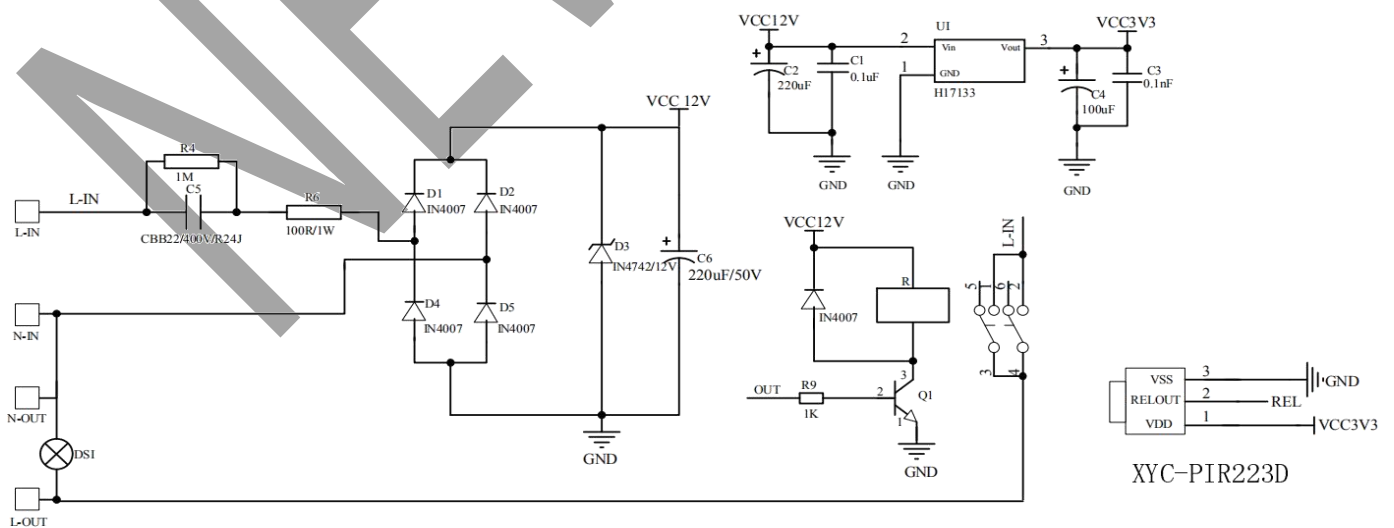 VCC12V
UI
VCC3V3
2
Vin
Vout
3
C1
0.1uF
C2
220uF
1
GND
H17133
C3
0.1nF
C4
100uF
GND
GND
GND
VCC 12V
R4
1M
C5
L-IN
L-IN
R6
100R/1W
CBB22/400V/R24J
D1
IN4007
D2
IN4007
D3
IN4742/12V
C6
220uF/50V
D4
IN4007
D5
IN4007
N-IN
N-OUT
DSI
L-OUT
GND
VCC12V
R
IN4007
L-IN
5
1
6
2
3
4
OUT
R9
1K
2
3
Q1
1
GND
VSS
3
GND
RELOUT
2
REL
VDD
1
VCC3V3
XYC-PIR223D